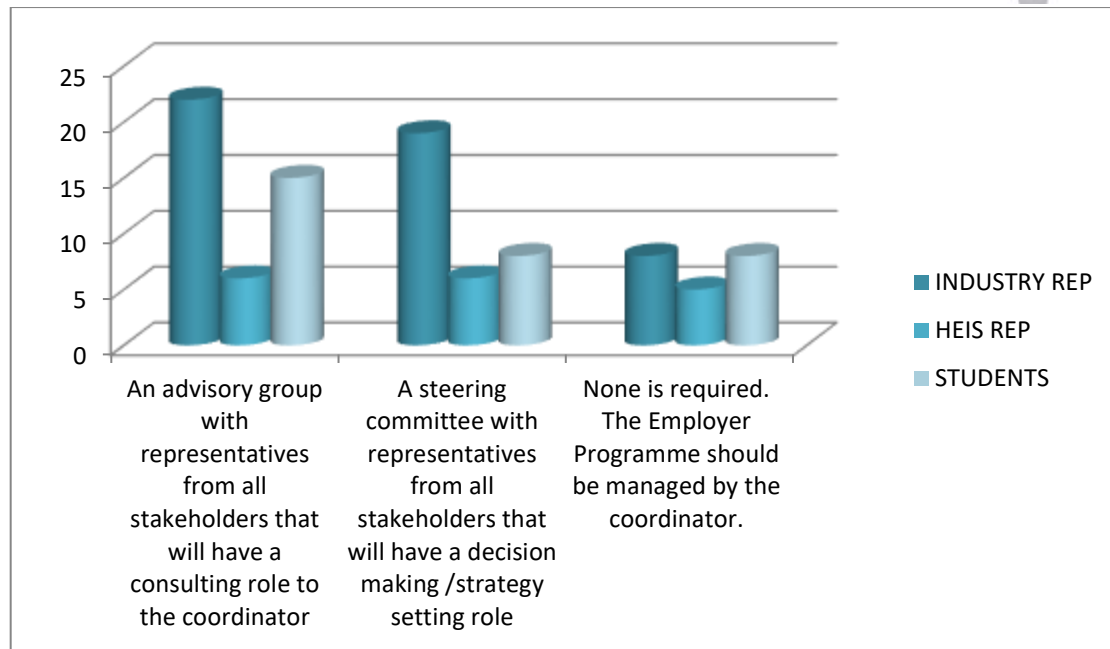 25
20
15
10
5
0
An advisory group
with
representatives
from all
stakeholders that
will have a
consulting role to
the coordinator
A steering
committee with
representatives
from all
stakeholders that
will have a decision
making /strategy
setting role
None is required.
The Employer
Programme should
be managed by the
coordinator.
INDUSTRY REP
HEIS REP
STUDENTS